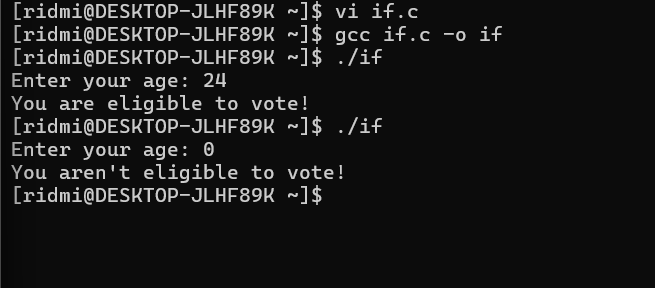 [ridmi@DESKTOP-JLHF89K ~]$ vi if.c
[ridmi@DESKTOP-JLHF89K ~]$ gcc if.c -o if
[ridmi@DESKTOP-JLHF89K ~]$ ./if
Enter your age: 24
You are eligible to vote!
[ridmi@DESKTOP-JLHF89K ~]$ ./if
Enter your age: 0
You aren't eligible to vote!
[ridmi@DESKTOP-JLHF89K ~]$